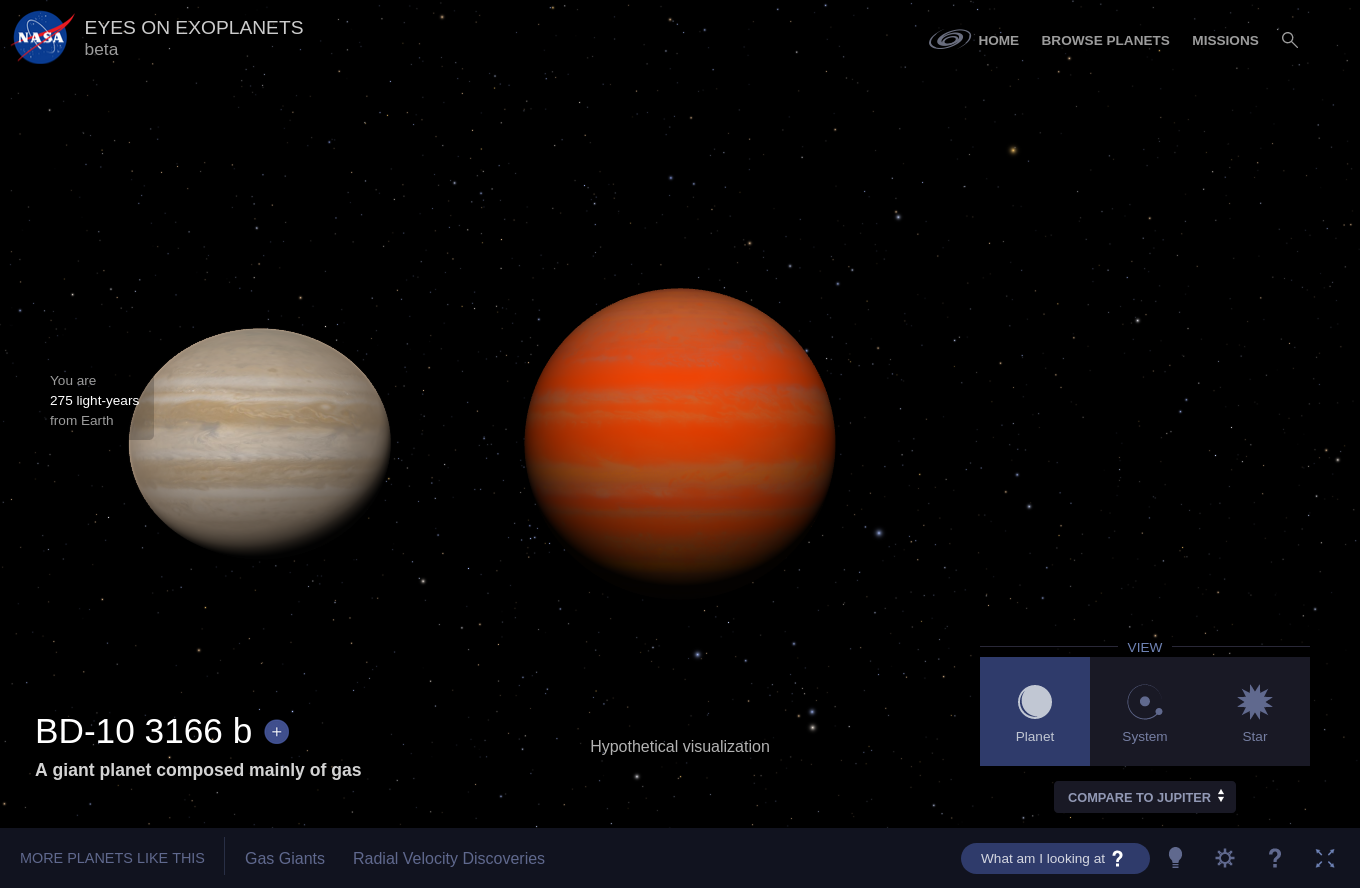 NASA
EYES ON EXOPLANETS
beta
HOME
BROWSE PLANETS
MISSIONS
You are
275 light-years
from Earth
BD-10 3166 b +
A giant planet composed mainly of gas
Hypothetical visualization
VIEW
Planet
System
Star
COMPARE TO JUPITER
MORE PLANETS LIKE THIS
Gas Giants
Radial Velocity Discoveries
What am I looking at ?
?